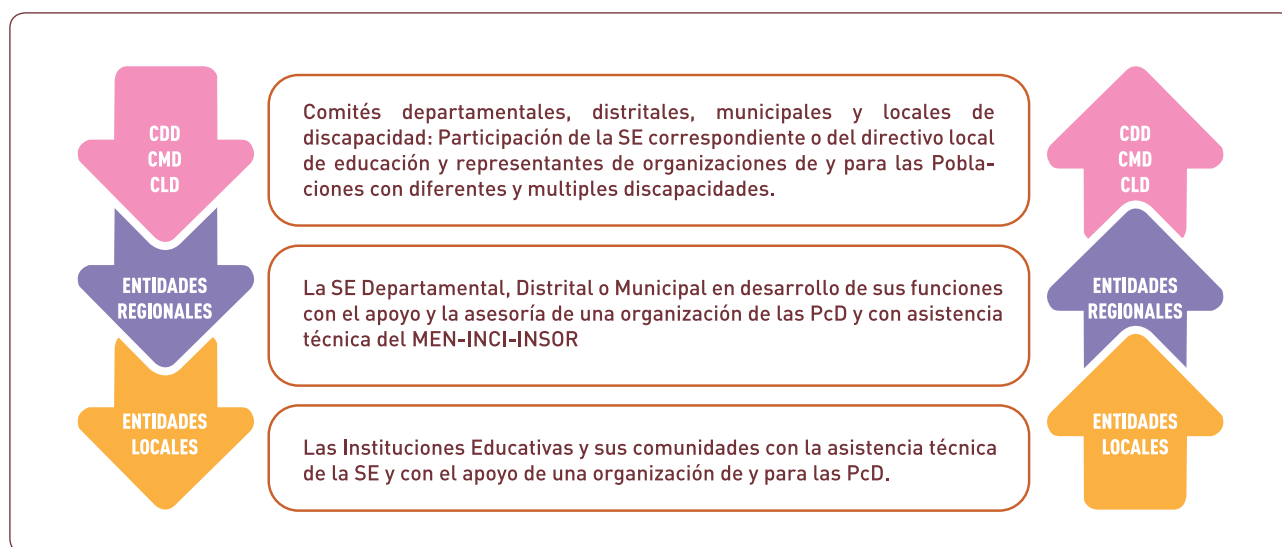 CDD
CMD
CLD
Comités departamentales, distritales, municipales y locales de
discapacidad: Participación de la SE correspondiente o del directivo local
de educación y representantes de organizaciones de y para las Pobla-
ciones con diferentes y multiples discapacidades.
CDD
CMD
CLD
ENTIDADES
REGIONALES
La SE Departamental, Distrital o Municipal en desarrollo de sus funciones
con el apoyo y la asesoría de una organización de las PcD y con asistencia
técnica del MEN-INCI-INSOR
ENTIDADES
REGIONALES
ENTIDADES
LOCALES
Las Instituciones Educativas y sus comunidades con la asistencia técnica
de la SE y con el apoyo de una organización de y para las PcD.
ENTIDADES
LOCALES